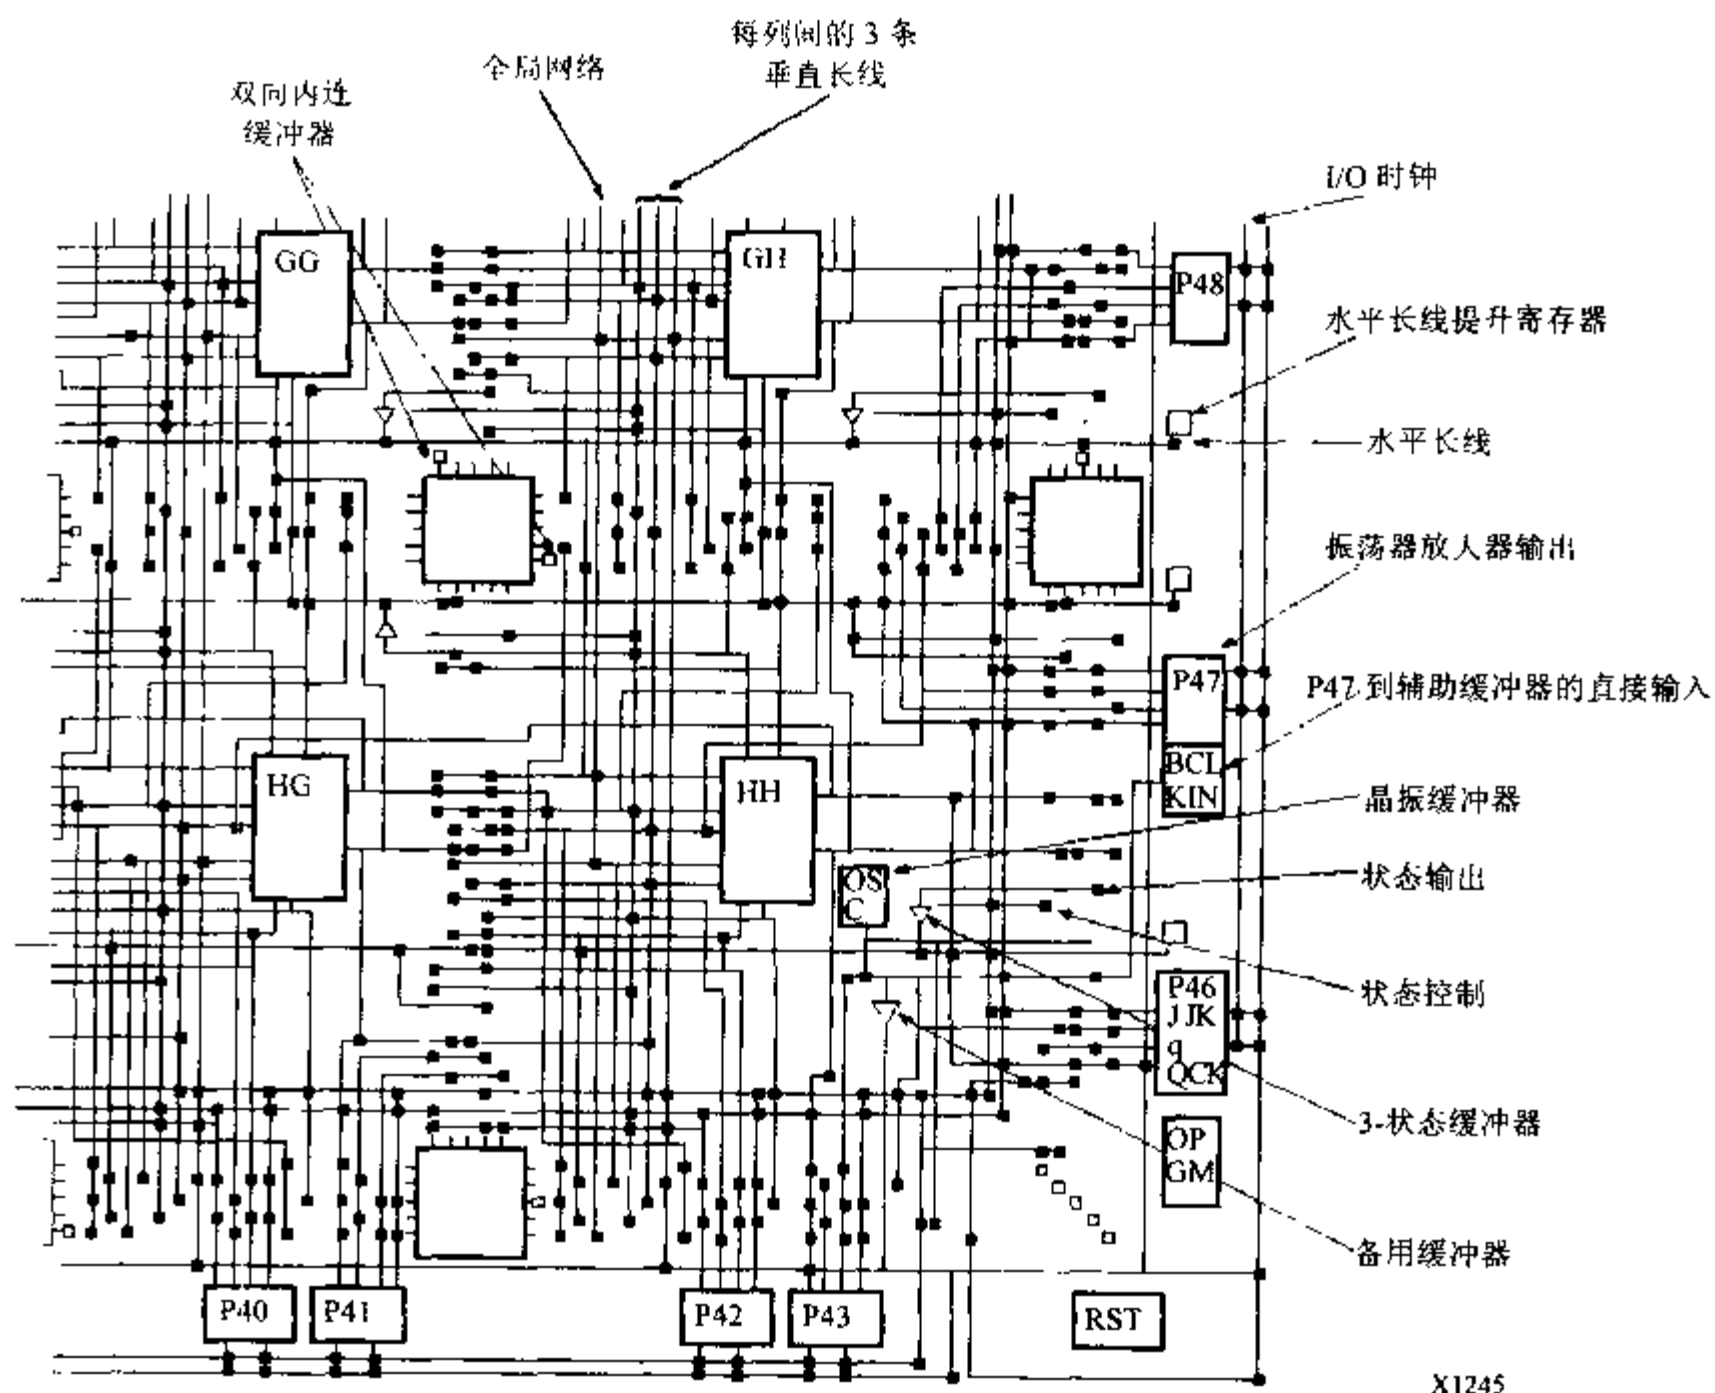 每列间的 3 条
垂直长线
全局网络
双向内连
缓冲器
I/O 时钟
GG
GH
P48
水平长线提升寄存器
水平长线
振荡器放人器输出
P47
P47 到辅助缓冲器的直接输入
BCL
KIN
HG
HH
晶振缓冲器
OS
C
状态输出
状态控制
P46
JJK
q
QCK
3-状态缓冲器
OP
GM
备用缓冲器
P40
P41
P42
P43
RST
X1245